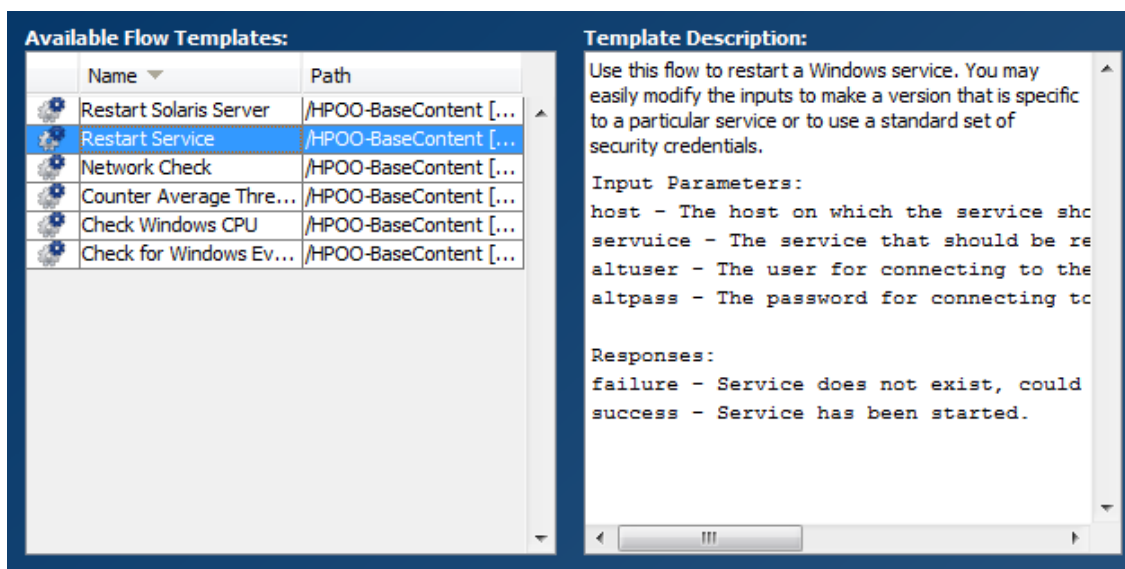 Available Flow Templates:
Name Path
Restart Solaris Server /HPOO-BaseContent [...
Restart Service /HPOO-BaseContent [...
Network Check /HPOO-BaseContent [...
Counter Average Thre... /HPOO-BaseContent [...
Check Windows CPU /HPOO-BaseContent [...
Check for Windows Ev... /HPOO-BaseContent [...
Template Description:
Use this flow to restart a Windows service. You may
easily modify the inputs to make a version that is specific
to a particular service or to use a standard set of
security credentials.
Input Parameters:
host - The host on which the service sho
servuice - The service that should be re
altuser - The user for connecting to the
altpass - The password for connecting to
Responses:
failure - Service does not exist, could
success - Service has been started.